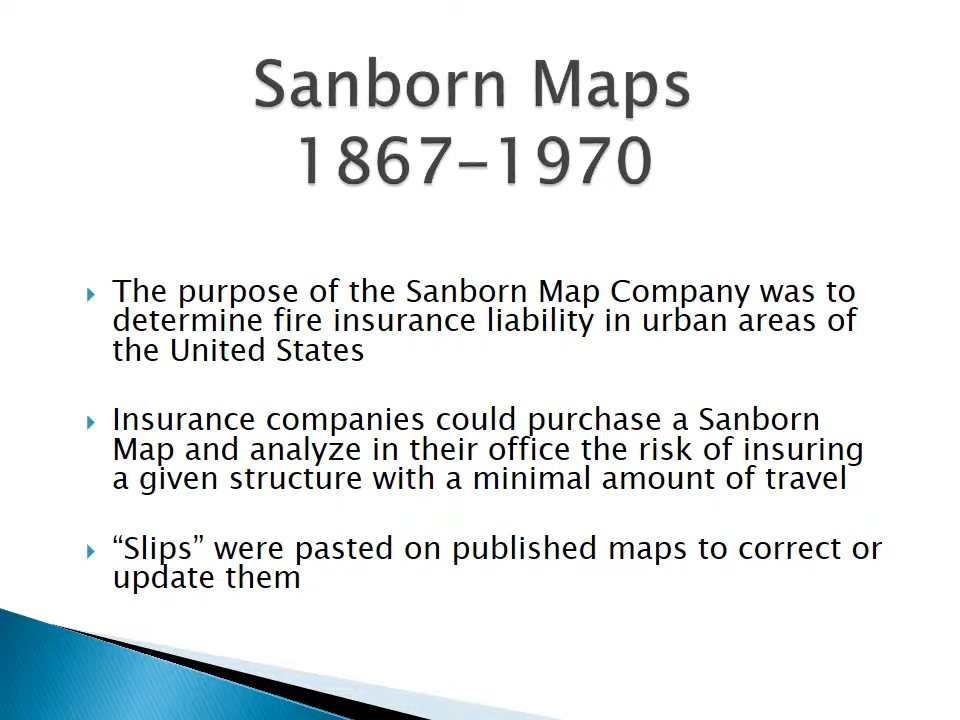 Sanborn Maps
1867-1970
The purpose of the Sanborn Map Company was to
determine fire insurance liability in urban areas of
the United States
Insurance companies could purchase a Sanborn
Map and analyze in their office the risk of insuring
a given structure with a minimal amount of travel
“Slips” were pasted on published maps to correct or
update them